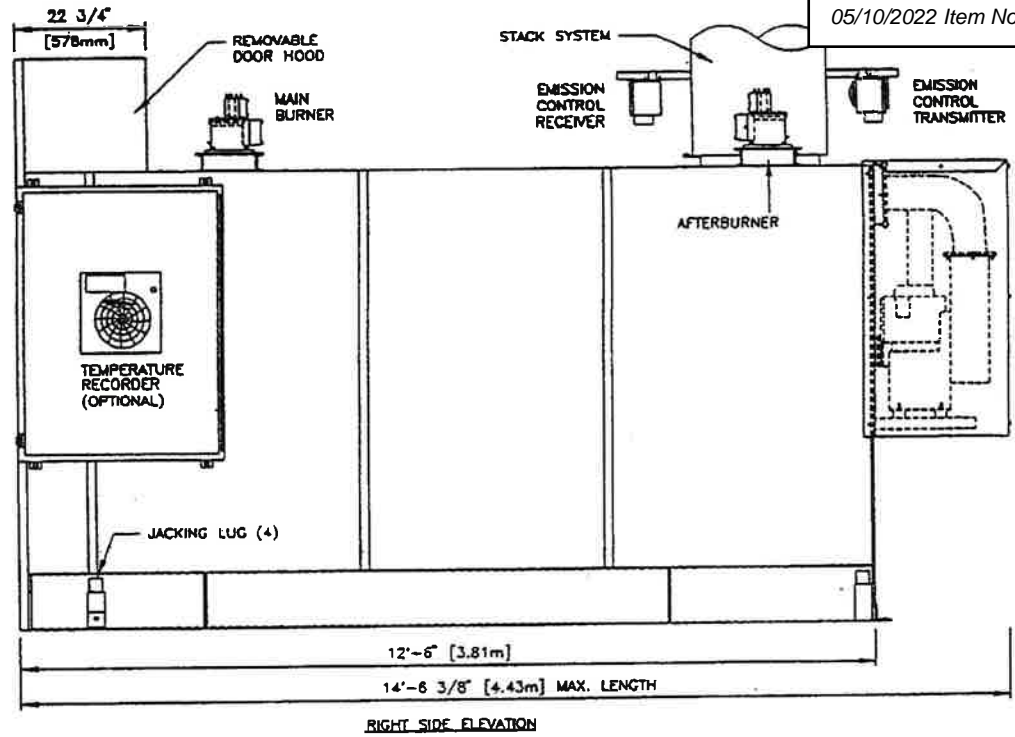 05/10/2022 Item No
22 3/4"
[578mm]
REMOVABLE
DOOR HOOD
MAIN
BURNER
STACK SYSTEM
EMISSION
CONTROL
RECEIVER
EMISSION
CONTROL
TRANSMITTER
AFTERBURNER
TEMPERATURE
RECORDER
(OPTIONAL)
JACKING LUG (4)
12'-6" [3.81m]
14'-6 3/8" [4.43m] MAX. LENGTH
RIGHT SIDE ELEVATION